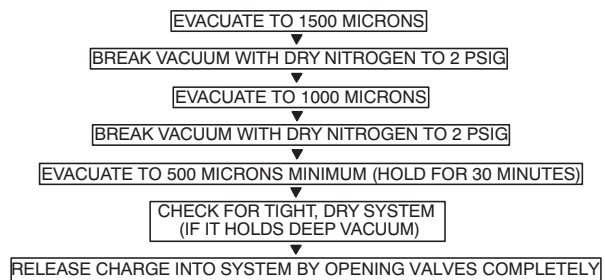 EVACUATE TO 1500 MICRONS
BREAK VACUUM WITH DRY NITROGEN TO 2 PSIG
EVACUATE TO 1000 MICRONS
BREAK VACUUM WITH DRY NITROGEN TO 2 PSIG
EVACUATE TO 500 MICRONS MINIMUM (HOLD FOR 30 MINUTES)
CHECK FOR TIGHT, DRY SYSTEM
(IF IT HOLDS DEEP VACUUM)
RELEASE CHARGE INTO SYSTEM BY OPENING VALVES COMPLETELY